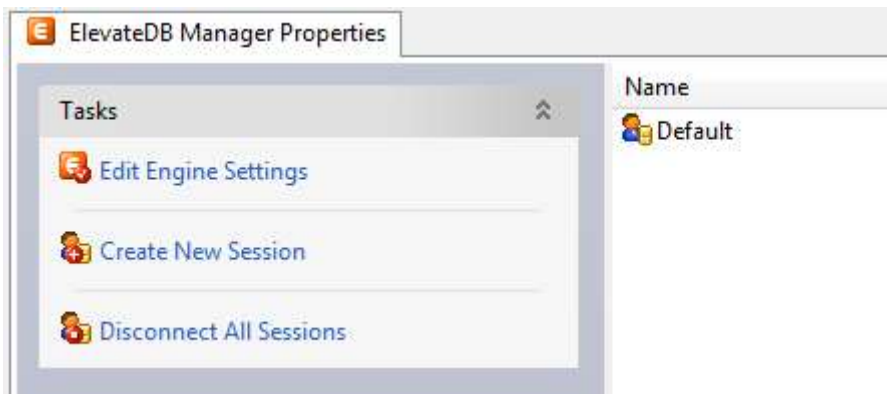 ElevateDB Manager Properties
Tasks
Edit Engine Settings
Create New Session
Disconnect All Sessions
Name
Default